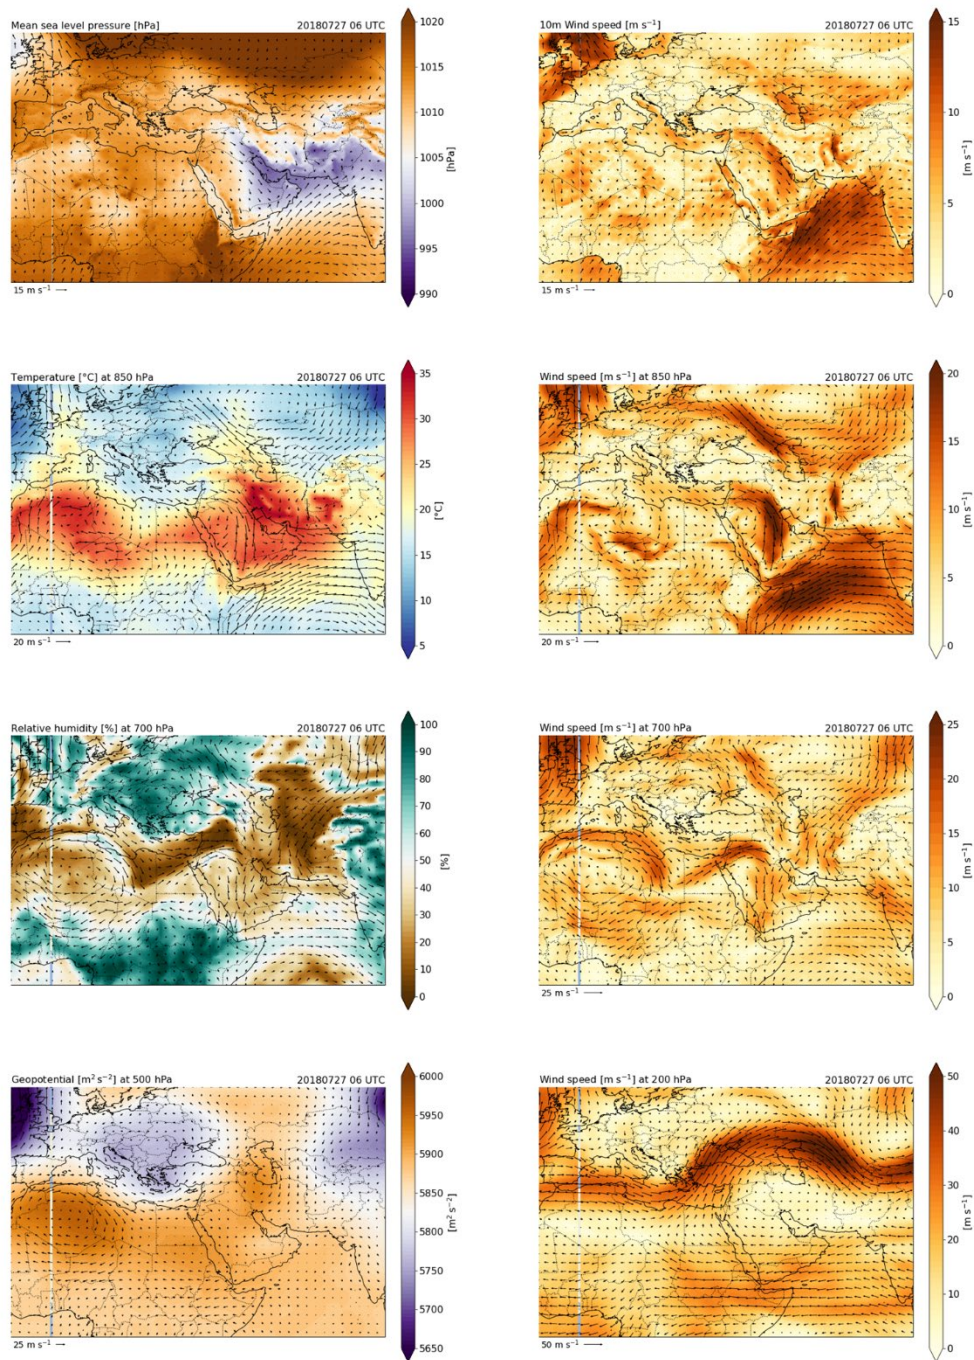 Mean sea level pressure [hPa] 20180727 06 UTC
1020
1015
1010
1005
1000
995
990
[hPa]
15 m s⁻¹
10m Wind speed [m s⁻¹] 20180727 06 UTC
15
10
5
0
[m s⁻¹]
15 m s⁻¹
Temperature [°C] at 850 hPa 20180727 06 UTC
35
30
25
20
15
10
5
[°C]
20 m s⁻¹
Wind speed [m s⁻¹] at 850 hPa 20180727 06 UTC
20
15
10
5
0
[m s⁻¹]
20 m s⁻¹
Relative humidity [%] at 700 hPa 20180727 06 UTC
100
90
80
70
60
50
40
30
20
10
0
[%]
Wind speed [m s⁻¹] at 700 hPa 20180727 06 UTC
25
20
15
10
5
0
[m s⁻¹]
25 m s⁻¹
Geopotential [m² s⁻²] at 500 hPa 20180727 06 UTC
6000
5950
5900
5850
5800
5750
5700
5650
[m² s⁻²]
25 m s⁻¹
Wind speed [m s⁻¹] at 200 hPa 20180727 06 UTC
50
40
30
20
10
0
[m s⁻¹]
50 m s⁻¹